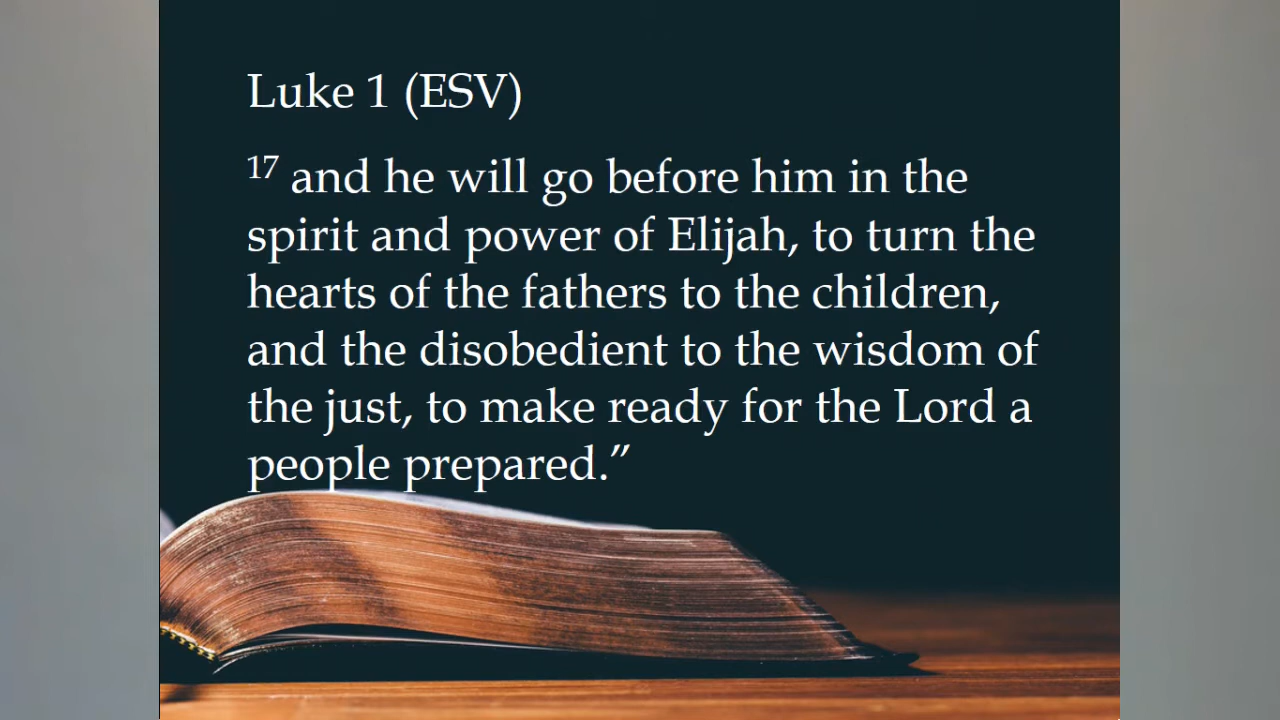 Luke 1 (ESV)
17 and he will go before him in the
spirit and power of Elijah, to turn the
hearts of the fathers to the children,
and the disobedient to the wisdom of
the just, to make ready for the Lord a
people prepared.”